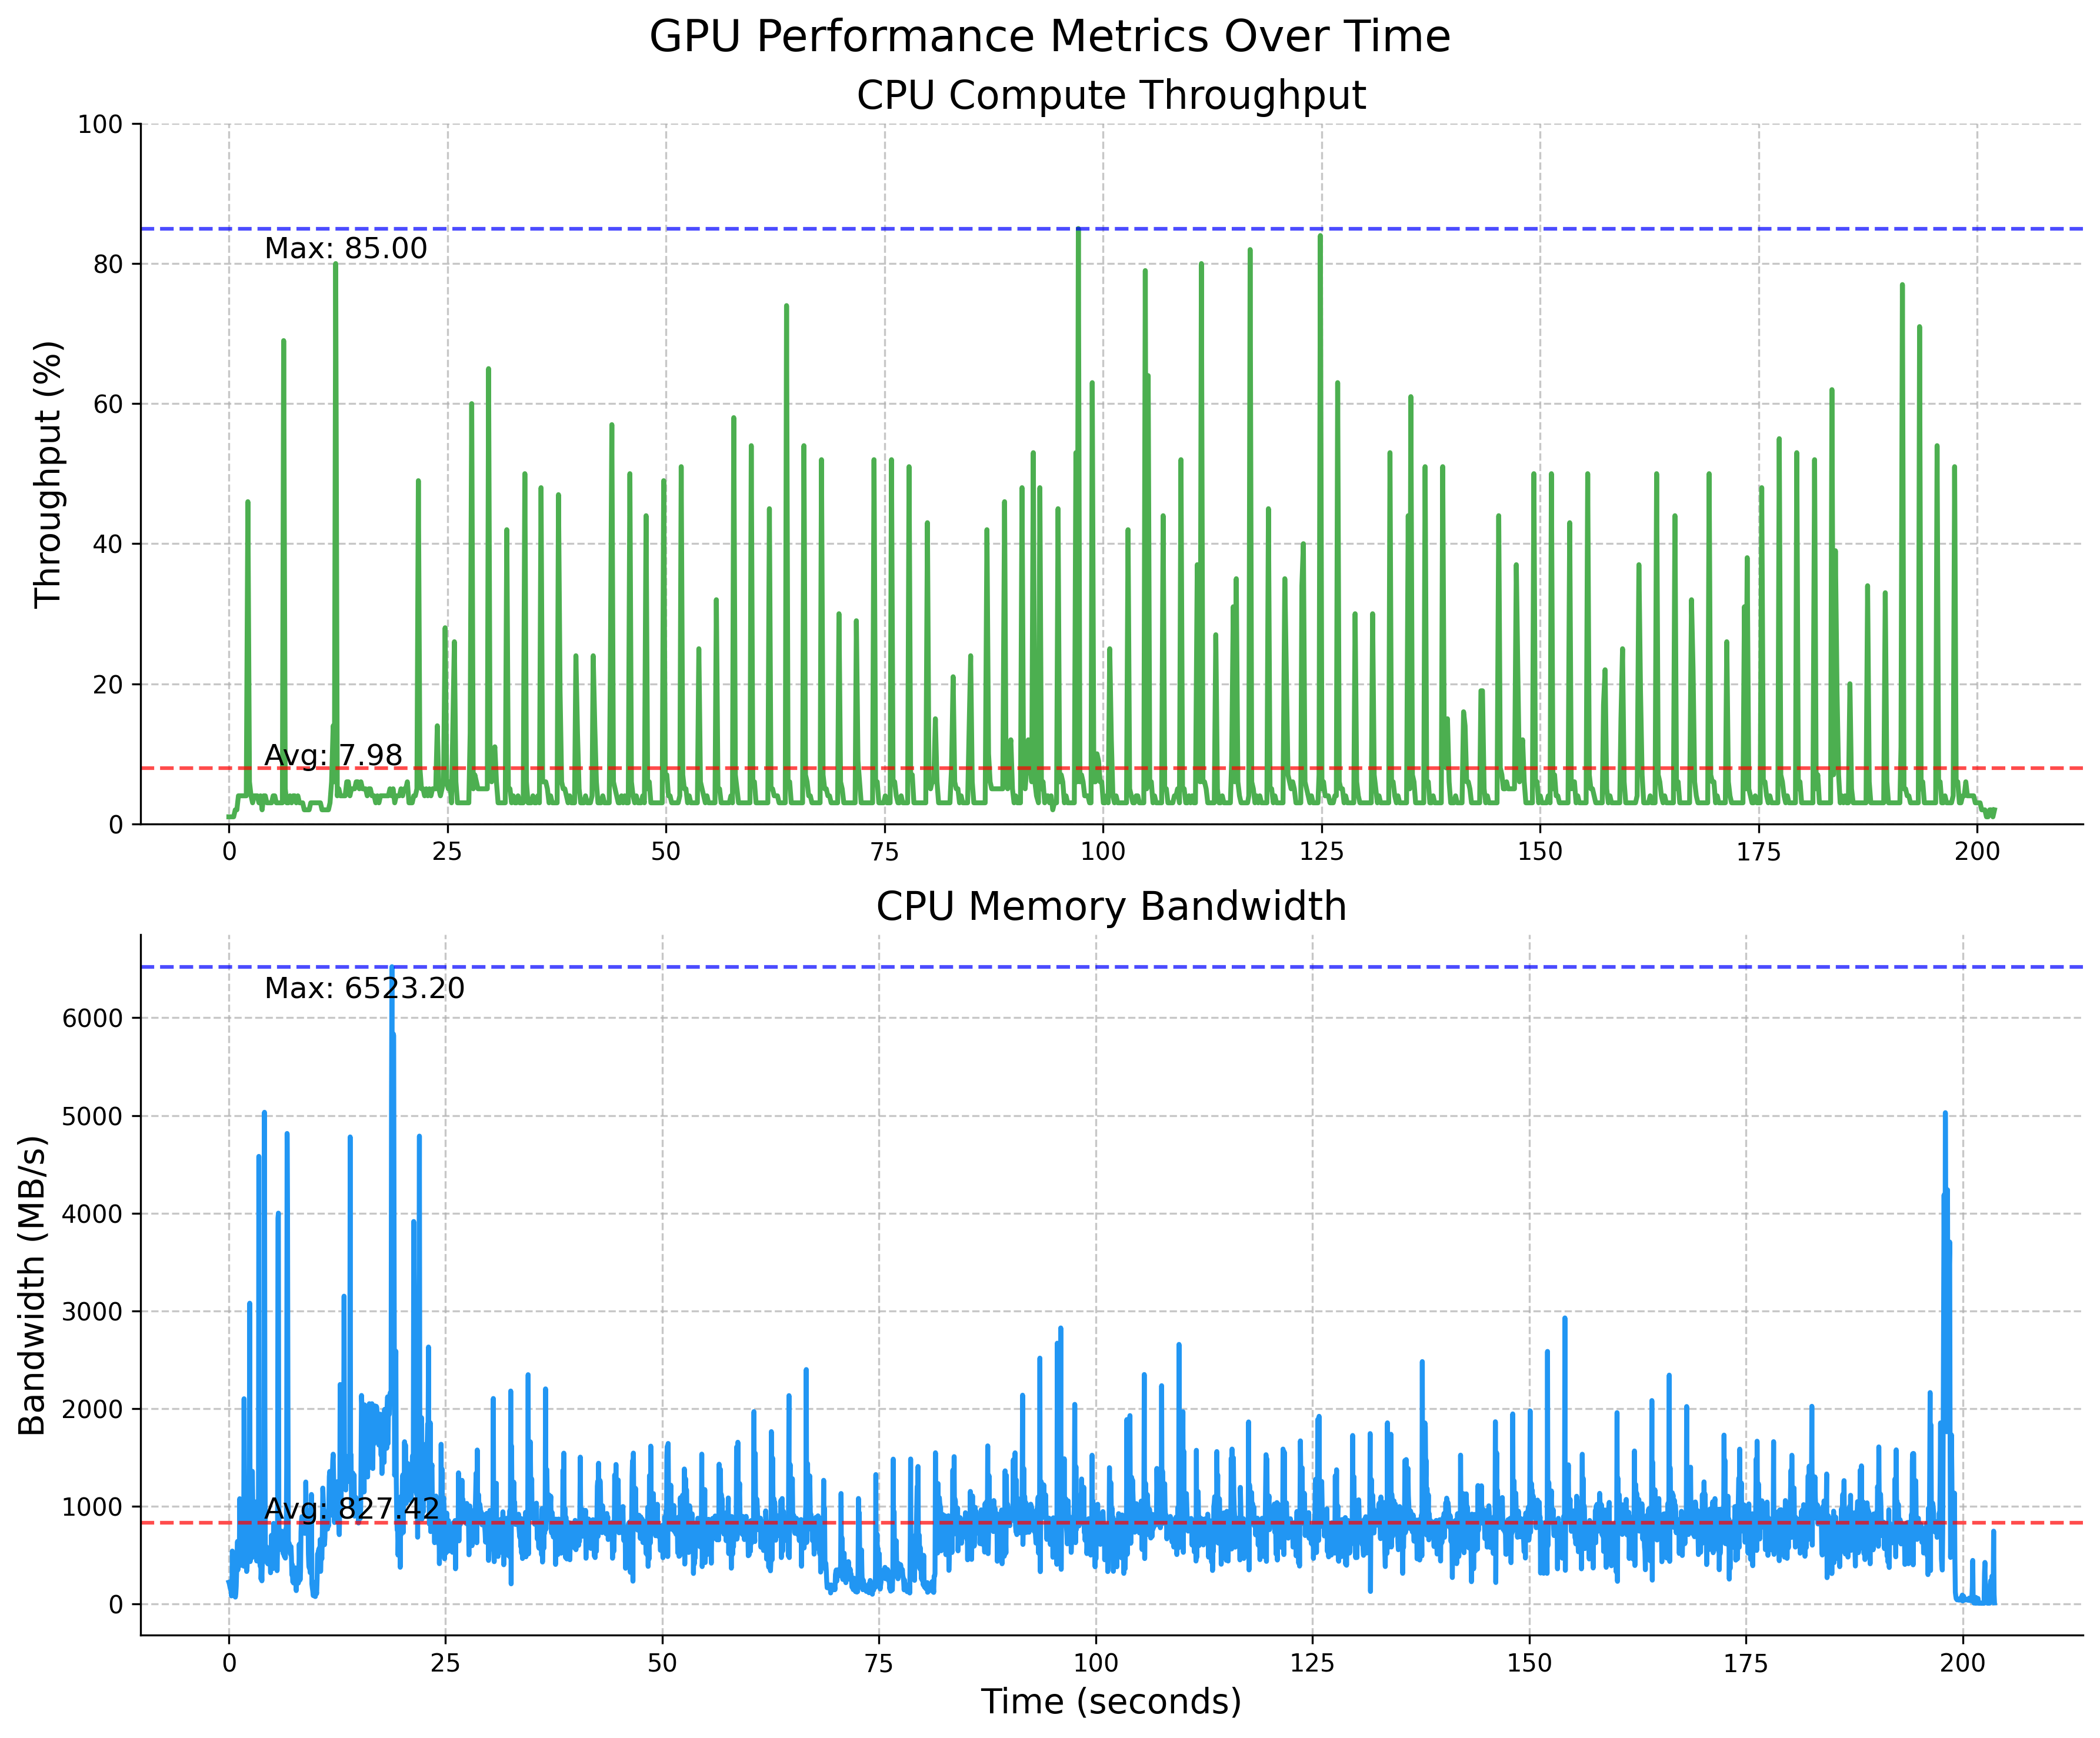 GPU Performance Metrics Over Time
CPU Compute Throughput
Throughput (%)
100
80
60
40
20
0
Max: 85.00
Avg: 7.98
0 25 50 75 100 125 150 175 200
CPU Memory Bandwidth
Bandwidth (MB/s)
6000
5000
4000
3000
2000
1000
0
Max: 6523.20
Avg: 827.42
0 25 50 75 100 125 150 175 200
Time (seconds)